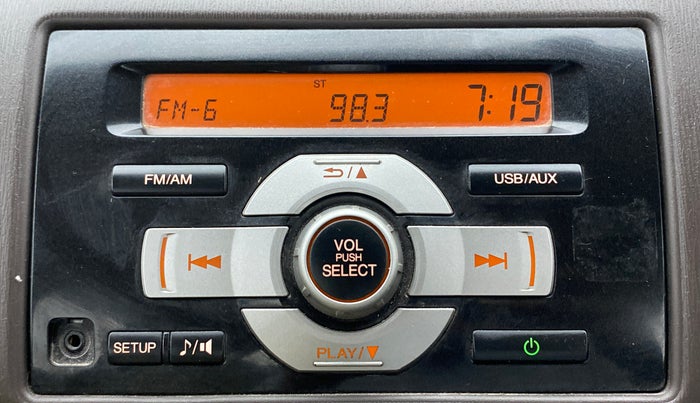 ST
FM-6 98.3 7:19
FM/AM
USB/AUX
VOL
PUSH
SELECT
SETUP
PLAY/▼